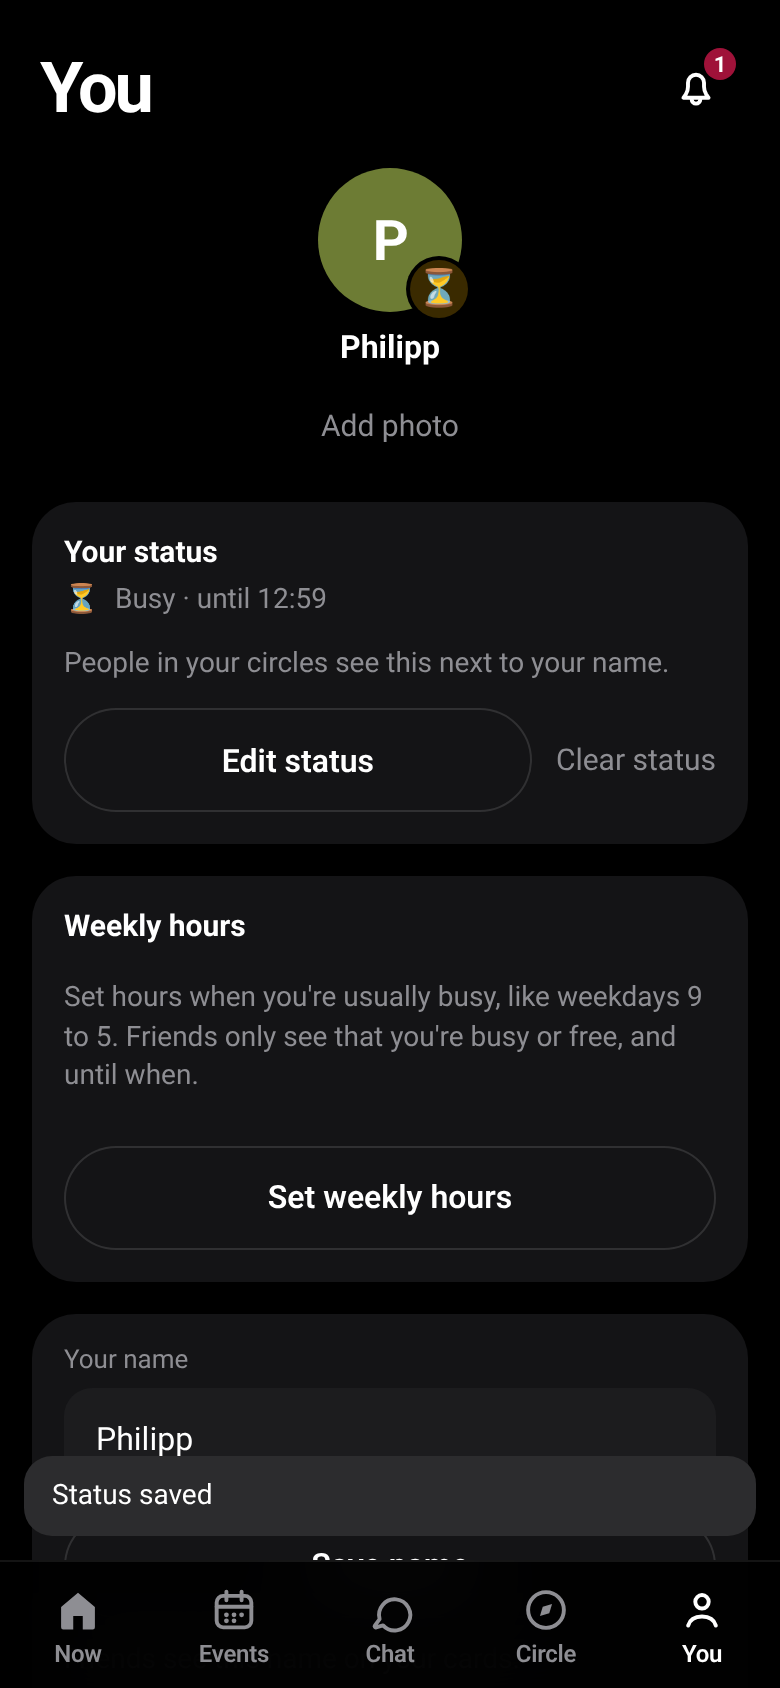 You
1
P
Philipp
Add photo
Your status
⏳ Busy · until 12:59
People in your circles see this next to your name.
Edit status
Clear status
Weekly hours
Set hours when you're usually busy, like weekdays 9
to 5. Friends only see that you're busy or free, and
until when.
Set weekly hours
Your name
Philipp
Status saved
Save name
Now
Events
Chat
Circle
You